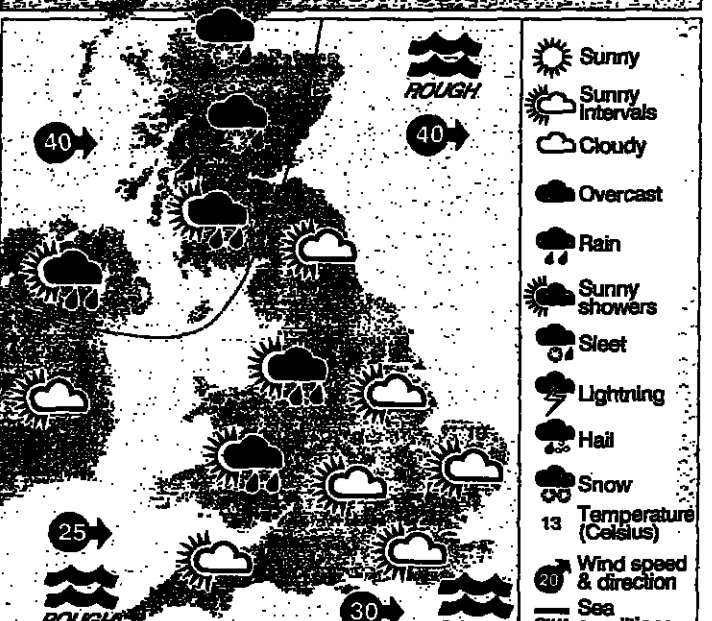 ROUGH
40
40
25
ROUGH
30
Sunny
Sunny
Intervals
Cloudy
Overcast
Rain
Sunny
showers
Sleet
Lightning
Hail
Snow
13 Temperature
(Celsius)
20 Wind speed
& direction
Sea